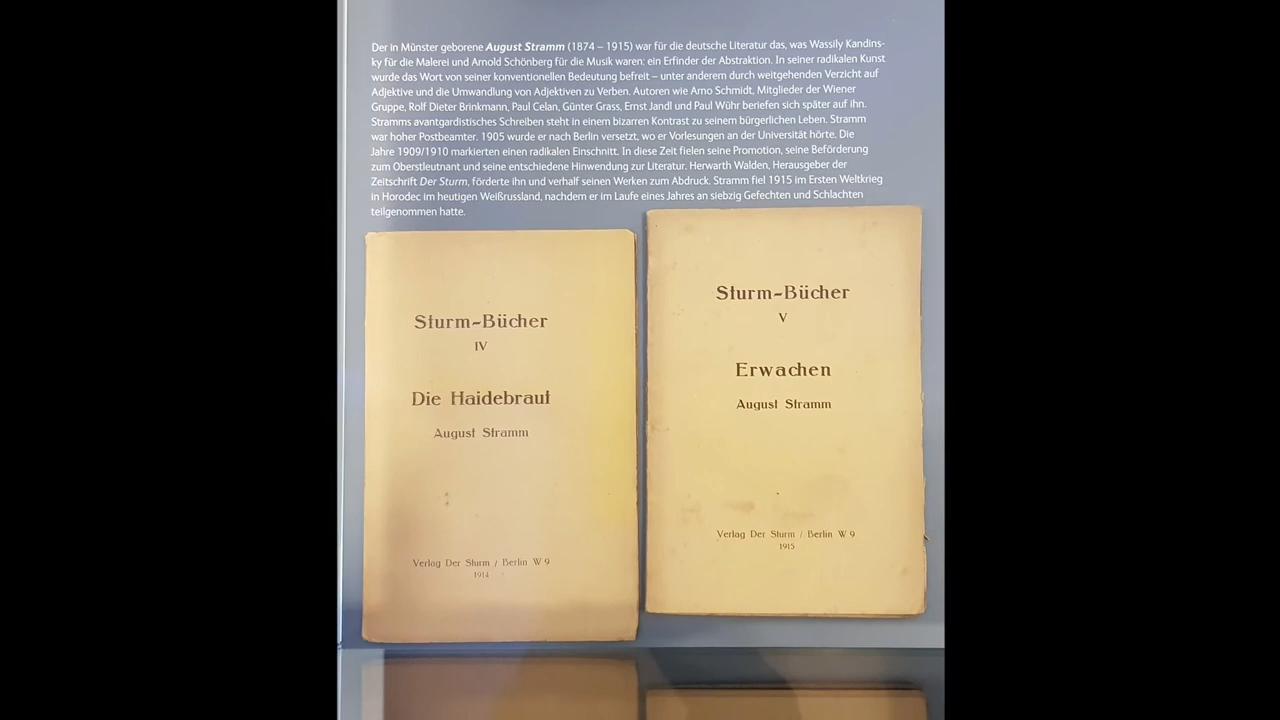 Der in Münster geborene August Stramm (1874 – 1915) war für die deutsche Literatur das, was Wassily Kandins-
ky für die Malerei und Arnold Schönberg für die Musik waren: ein Erfinder der Abstraktion. In seiner radikalen Kunst
wurde das Wort von seiner konventionellen Bedeutung befreit – unter anderem durch weitgehenden Verzicht auf
Adjektive und die Umwandlung von Adjektiven zu Verben. Autoren wie Arno Schmidt, Mitglieder der Wiener
Gruppe, Rolf Dieter Brinkmann, Paul Celan, Günter Grass, Ernst Jandl und Paul Wühr beriefen sich später auf ihn.
Stramms avantgardistisches Schreiben steht in einem bizarren Kontrast zu seinem bürgerlichen Leben. Stramm
war hoher Postbeamter. 1905 wurde er nach Berlin versetzt, wo er Vorlesungen an der Universität hörte. Die
Jahre 1909/1910 markierten einen radikalen Einschnitt. In diese Zeit fielen seine Promotion, seine Beförderung
zum Oberstleutnant und seine entschiedene Hinwendung zur Literatur. Herwarth Walden, Herausgeber der
Zeitschrift Der Sturm, förderte ihn und verhalf seinen Werken zum Abdruck. Stramm fiel 1915 im Ersten Weltkrieg
in Horodec im heutigen Weißrussland, nachdem er im Laufe eines Jahres an siebzig Gefechten und Schlachten
teilgenommen hatte.
Sturm-Bücher
IV
Die Haidebraut
August Stramm
Verlag Der Sturm / Berlin W 9
1914
Sturm-Bücher
V
Erwachen
August Stramm
Verlag Der Sturm / Berlin W 9
1915